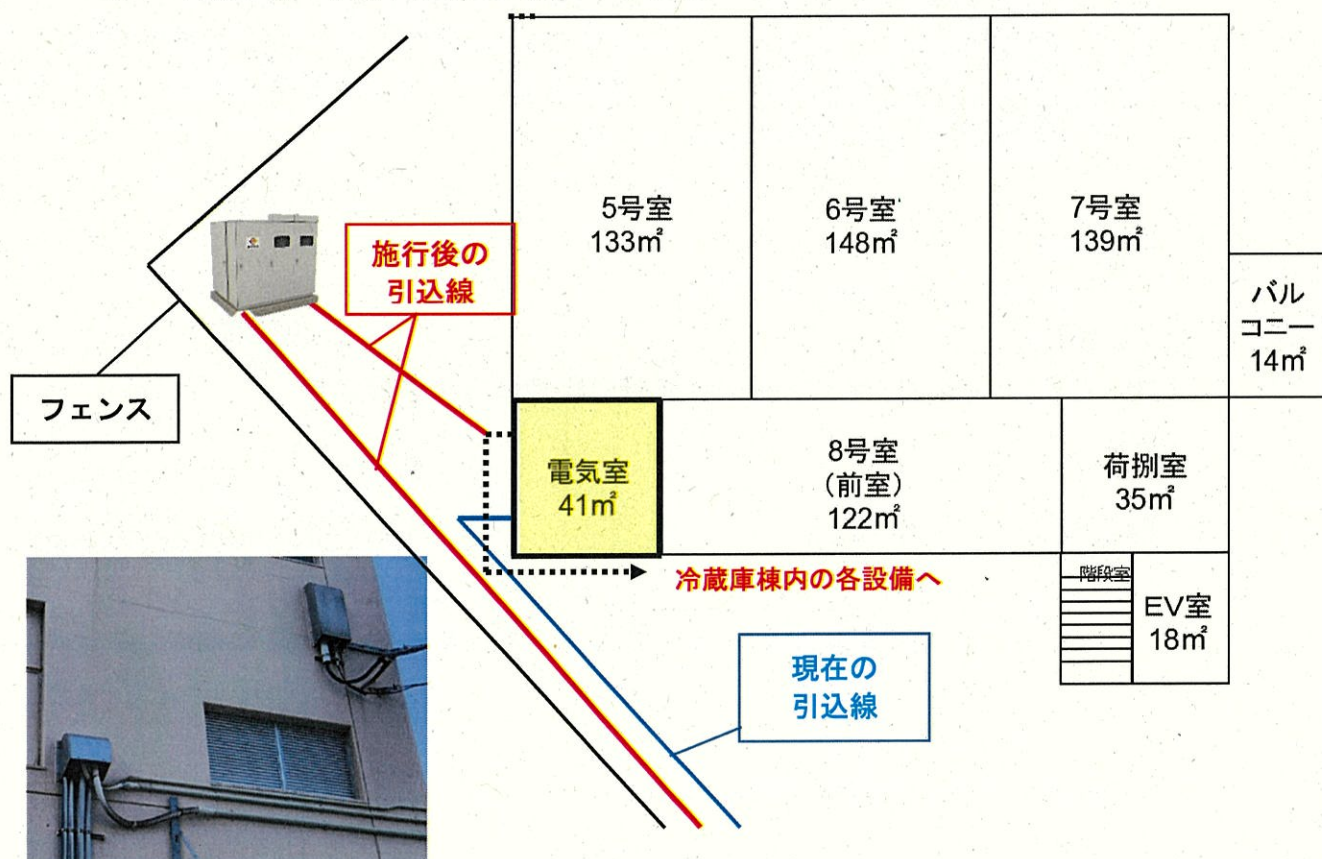 5号室
133㎡
6号室
148㎡
7号室
139㎡
施行後の
引込線
バル
コニー
14㎡
フェンス
電気室
41㎡
8号室
(前室)
122㎡
荷捌室
35㎡
冷蔵庫棟内の各設備へ
階段室
EV室
18㎡
現在の
引込線